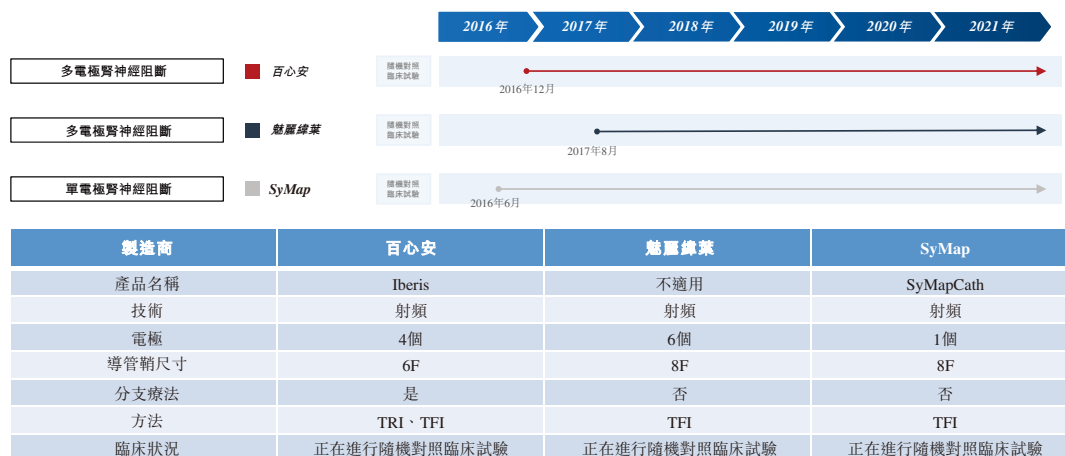 2016年 2017年 2018年 2019年 2020年 2021年
多電極腎神經阻斷 百心安 隨機對照
臨床試驗
2016年12月
多電極腎神經阻斷 魅麗緯葉 隨機對照
臨床試驗
2017年8月
單電極腎神經阻斷 SyMap 隨機對照
臨床試驗
2016年6月
製造商 百心安 魅麗緯葉 SyMap
產品名稱 Iberis 不適用 SyMapCath
技術 射頻 射頻 射頻
電極 4個 6個 1個
導管鞘尺寸 6F 8F 8F
分支療法 是 否 否
方法 TRI、TFI TFI TFI
臨床狀況 正在進行隨機對照臨床試驗 正在進行隨機對照臨床試驗 正在進行隨機對照臨床試驗